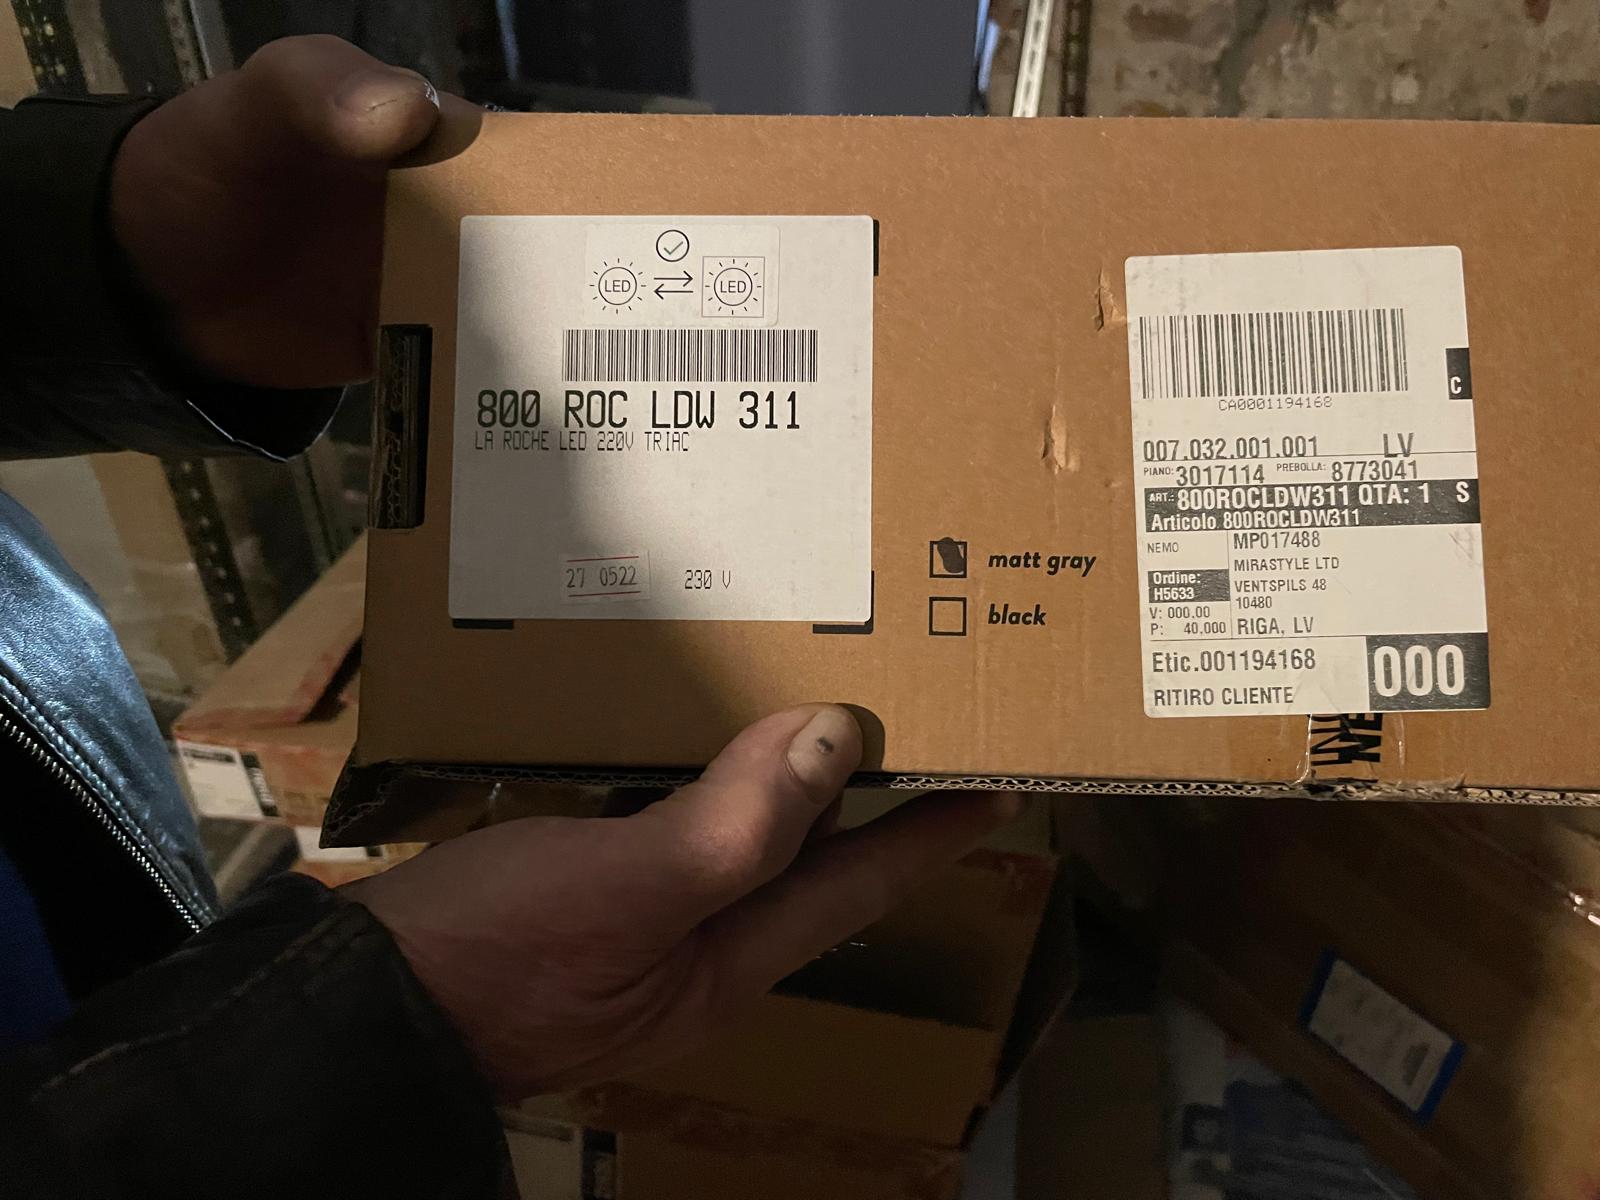 LED LED
800 ROC LDW 311
LA ROCHE LED 220V TRIAC
27 0522 230 V
matt gray
black
CA0001194168
C
007.032.001.001 LV
PIANO: 3017114 PREBOLLA: 8773041
ART.: 800ROCLDW311 QTA: 1 S
Articolo 800ROCLDW311
NEMO MP017488
MIRASTYLE LTD
Ordine: VENTSPILS 48
H5633 10480
V: 000,00
P: 40,000 RIGA, LV
Etic.001194168 000
RITIRO CLIENTE